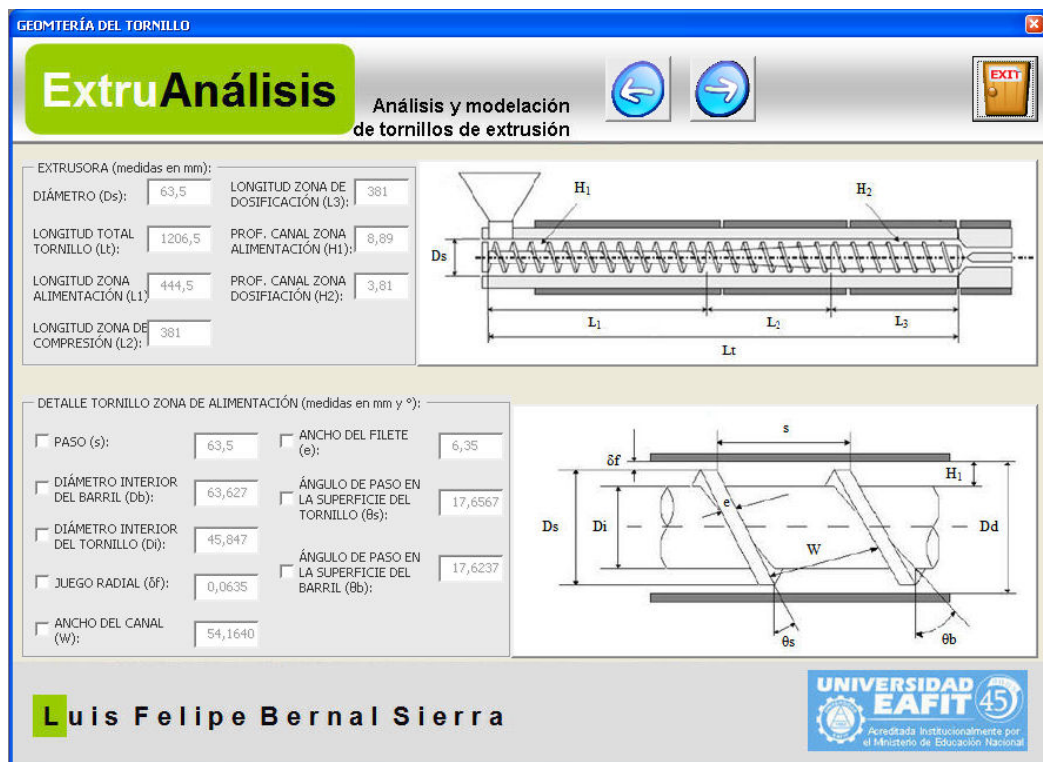 GEOMTERÍA DEL TORNILLO
ExtruAnálisis
Análisis y modelación
de tornillos de extrusión
EXIT
EXTRUSORA (medidas en mm):
DIÁMETRO (Ds):
63,5
LONGITUD ZONA DE
DOSIFICACIÓN (L3):
381
LONGITUD TOTAL
TORNILLO (Lt):
1206,5
PROF. CANAL ZONA
ALIMENTACIÓN (H1):
8,89
LONGITUD ZONA
ALIMENTACIÓN (L1)
444,5
PROF. CANAL ZONA
DOSIFIACIÓN (H2):
3,81
LONGITUD ZONA DE
COMPRESIÓN (L2):
381
H1
H2
Ds
L1
L2
L3
Lt
DETALLE TORNILLO ZONA DE ALIMENTACIÓN (medidas en mm y °):
PASO (s):
63,5
ANCHO DEL FILETE
(e):
6,35
DIÁMETRO INTERIOR
DEL BARRIL (Db):
63,627
ÁNGULO DE PASO EN
LA SUPERFICIE DEL
TORNILLO (θs):
17,6567
DIÁMETRO INTERIOR
DEL TORNILLO (Di):
45,847
JUEGO RADIAL (δf):
0,0635
ÁNGULO DE PASO EN
LA SUPERFICIE DEL
BARRIL (θb):
17,6237
ANCHO DEL CANAL
(W):
54,1640
s
δf
H1
e
Ds
Di
W
Dd
θs
θb
Luis Felipe Bernal Sierra
UNIVERSIDAD
EAFIT
45
Acreditada Institucionalmente por
el Ministerio de Educación Nacional